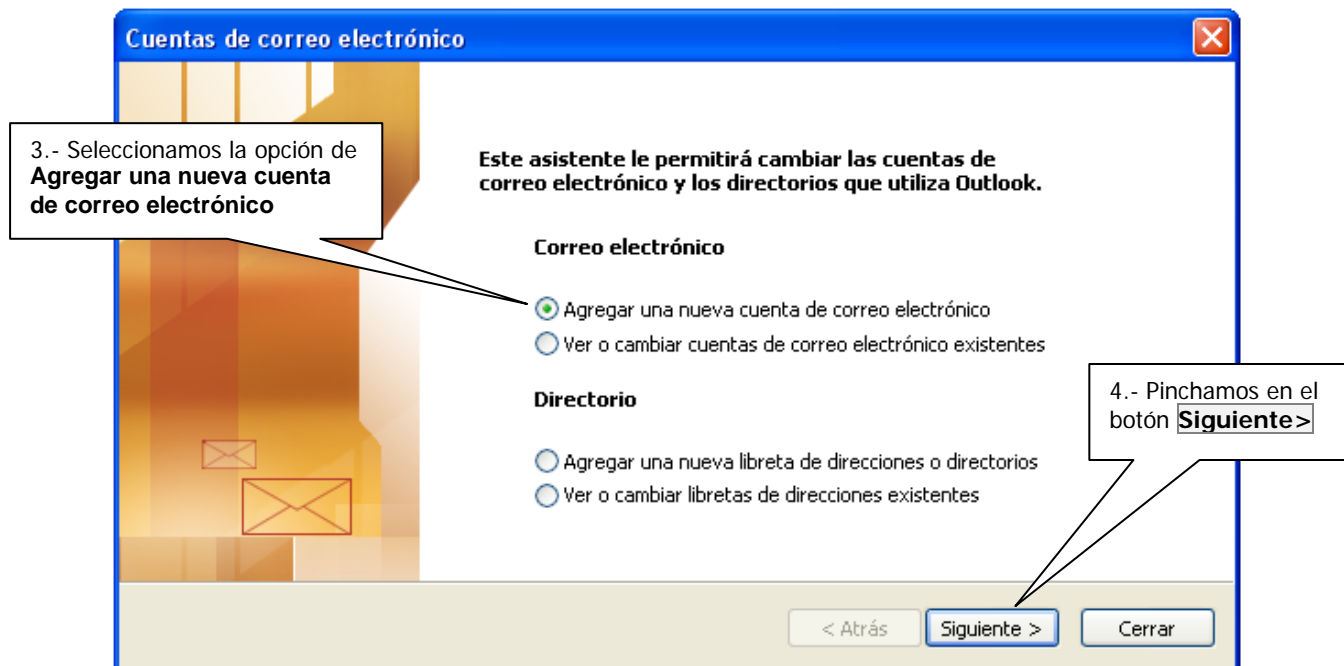 Cuentas de correo electrónico
3.- Seleccionamos la opción de
Agregar una nueva cuenta
de correo electrónico
Este asistente le permitirá cambiar las cuentas de
correo electrónico y los directorios que utiliza Outlook.
Correo electrónico
Agregar una nueva cuenta de correo electrónico
Ver o cambiar cuentas de correo electrónico existentes
Directorio
Agregar una nueva libreta de direcciones o directorios
Ver o cambiar libretas de direcciones existentes
4.- Pinchamos en el
botón Siguiente>
< Atrás
Siguiente >
Cerrar